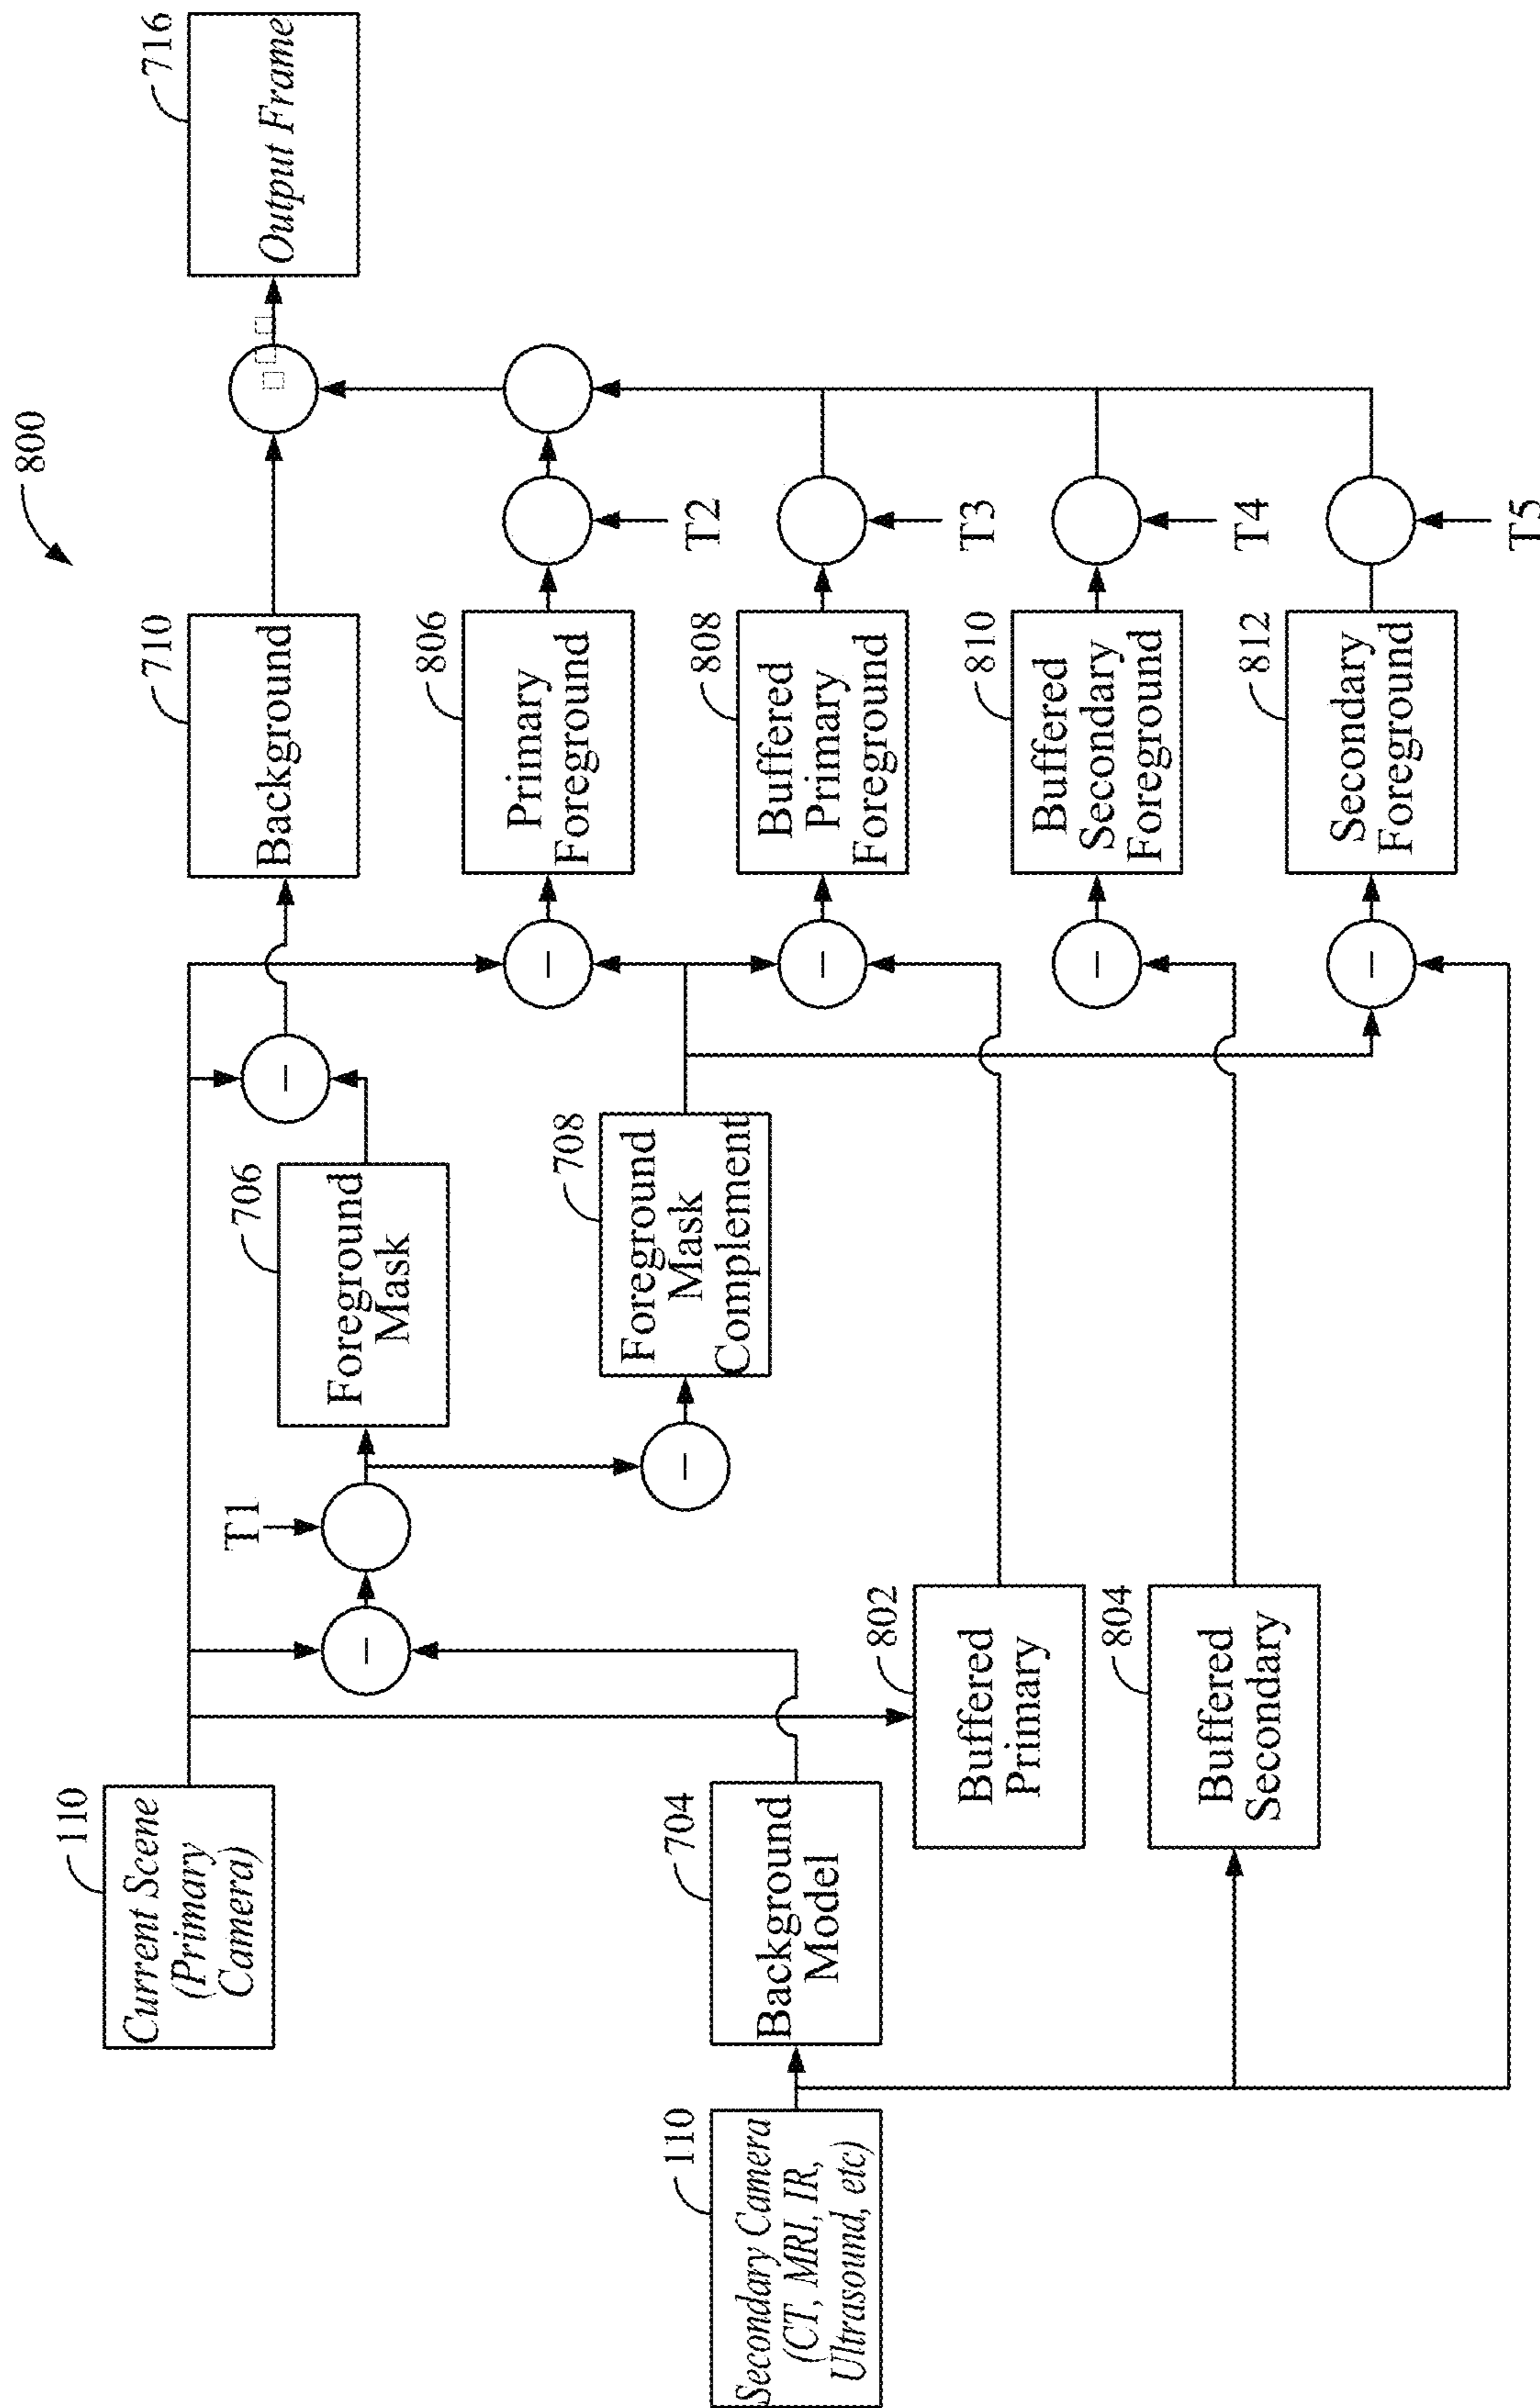 800
110
Current Scene
(Primary
Camera)
T1
706
Foreground
Mask
710
Background
716
Output Frame
708
Foreground
Mask
Complement
806
Primary
Foreground
T2
110
Secondary Camera
(CT, MRI, IR,
Ultrasound, etc)
704
Background
Model
802
Buffered
Primary
808
Buffered
Primary
Foreground
T3
804
Buffered
Secondary
810
Buffered
Secondary
Foreground
T4
812
Secondary
Foreground
T5